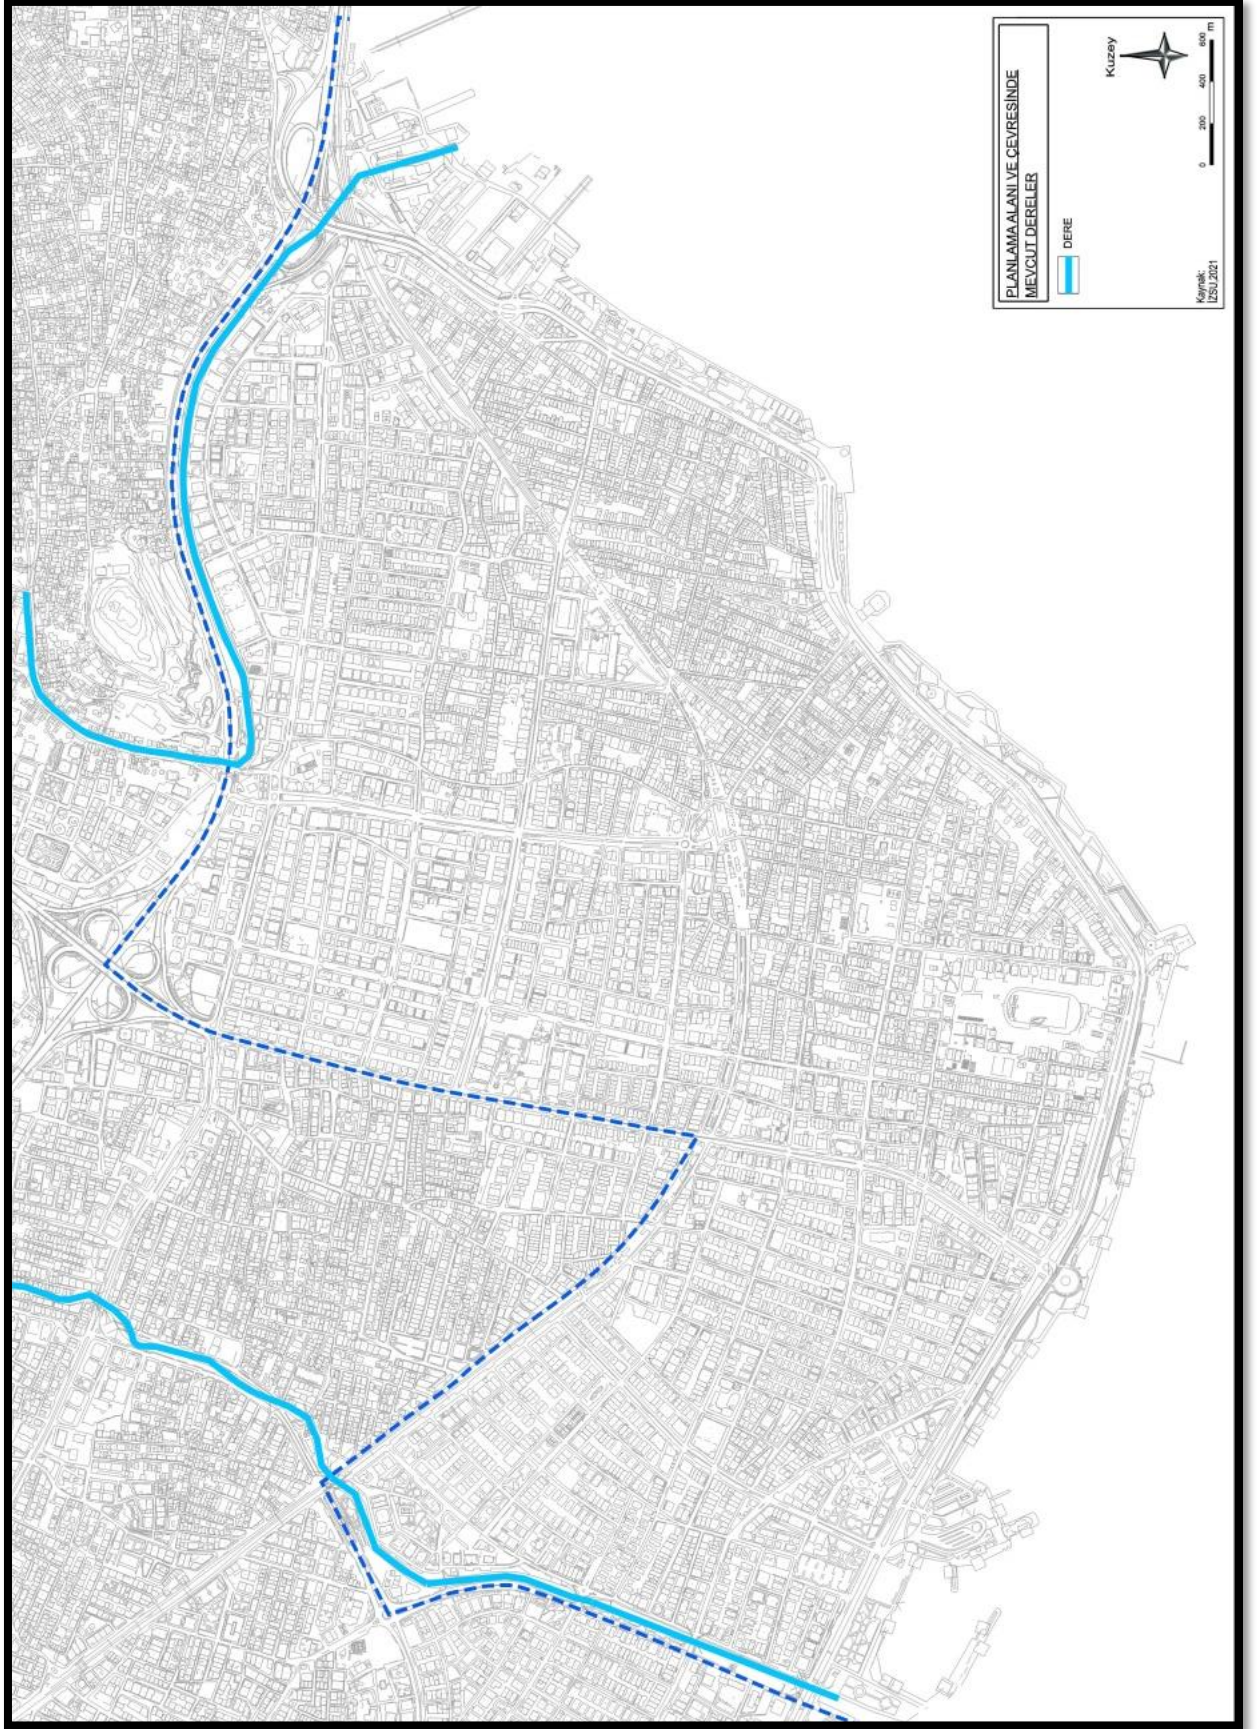 PLANLAMA ALANI VE ÇEVRESİNDE
MEVCUT DERELER
DERE
Kuzey
0 200 400 600 m
Kaynak:
İZSU,2021